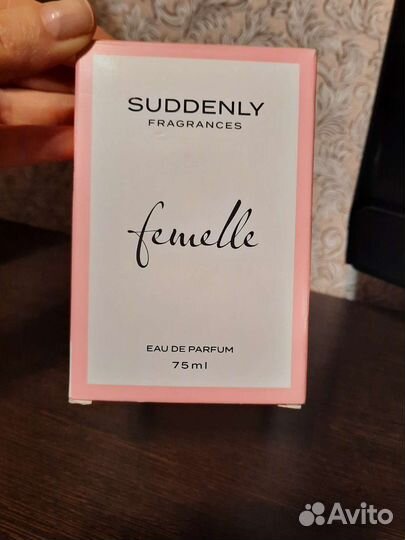 SUDDENLY
FRAGRANCES
femelle
EAU DE PARFUM
75ml
Avito